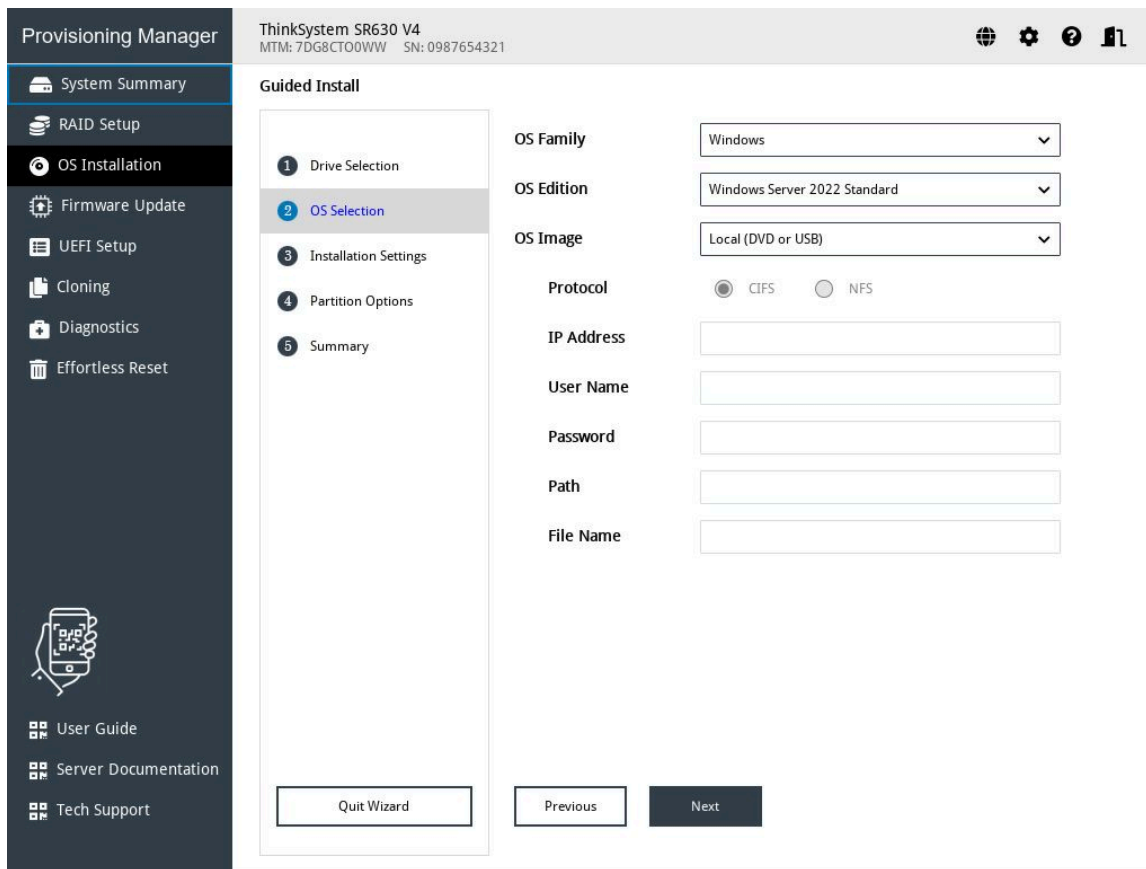 Provisioning Manager
ThinkSystem SR630 V4
MTM: 7DG8CTO0WW SN: 0987654321
System Summary
RAID Setup
OS Installation
Firmware Update
UEFI Setup
Cloning
Diagnostics
Effortless Reset
User Guide
Server Documentation
Tech Support
Guided Install
1 Drive Selection
2 OS Selection
3 Installation Settings
4 Partition Options
5 Summary
Quit Wizard
OS Family Windows
OS Edition Windows Server 2022 Standard
OS Image Local (DVD or USB)
Protocol CIFS NFS
IP Address
User Name
Password
Path
File Name
Previous Next